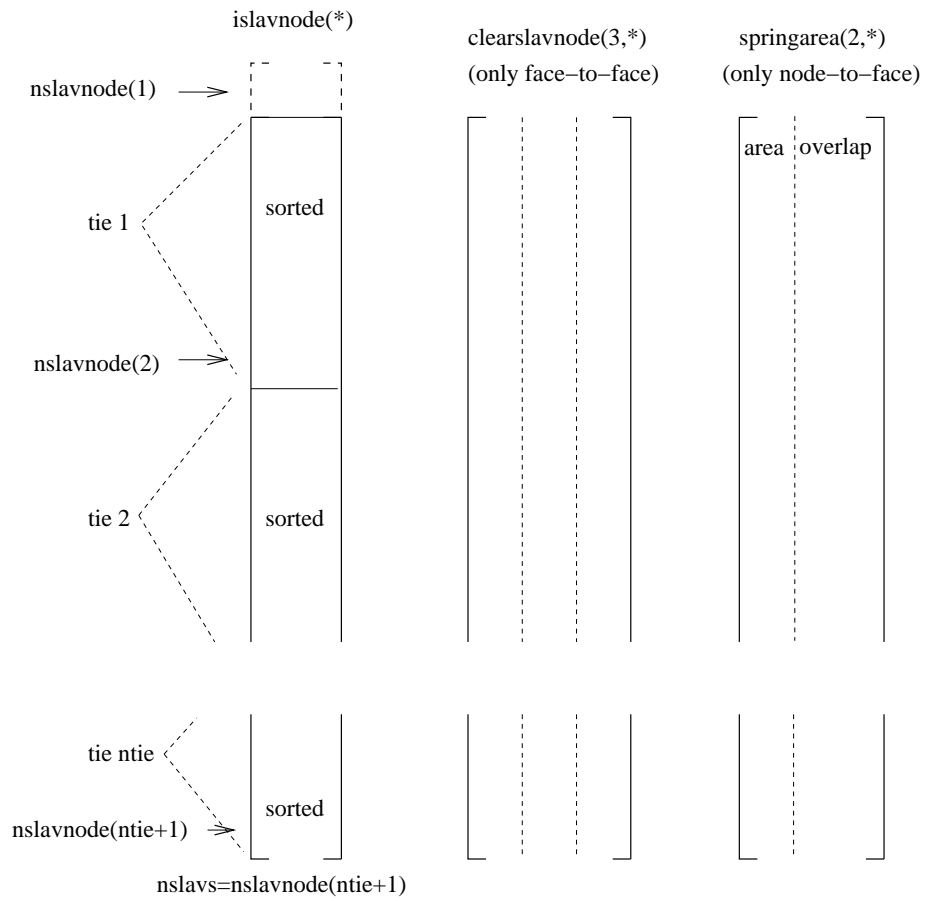 islavnode(*)
clearslavnode(3,*)
(only face−to−face)
springarea(2,*)
(only node−to−face)
nslavnode(1)
area
overlap
sorted
tie 1
nslavnode(2)
tie 2
sorted
tie ntie
sorted
nslavnode(ntie+1)
nslavs=nslavnode(ntie+1)